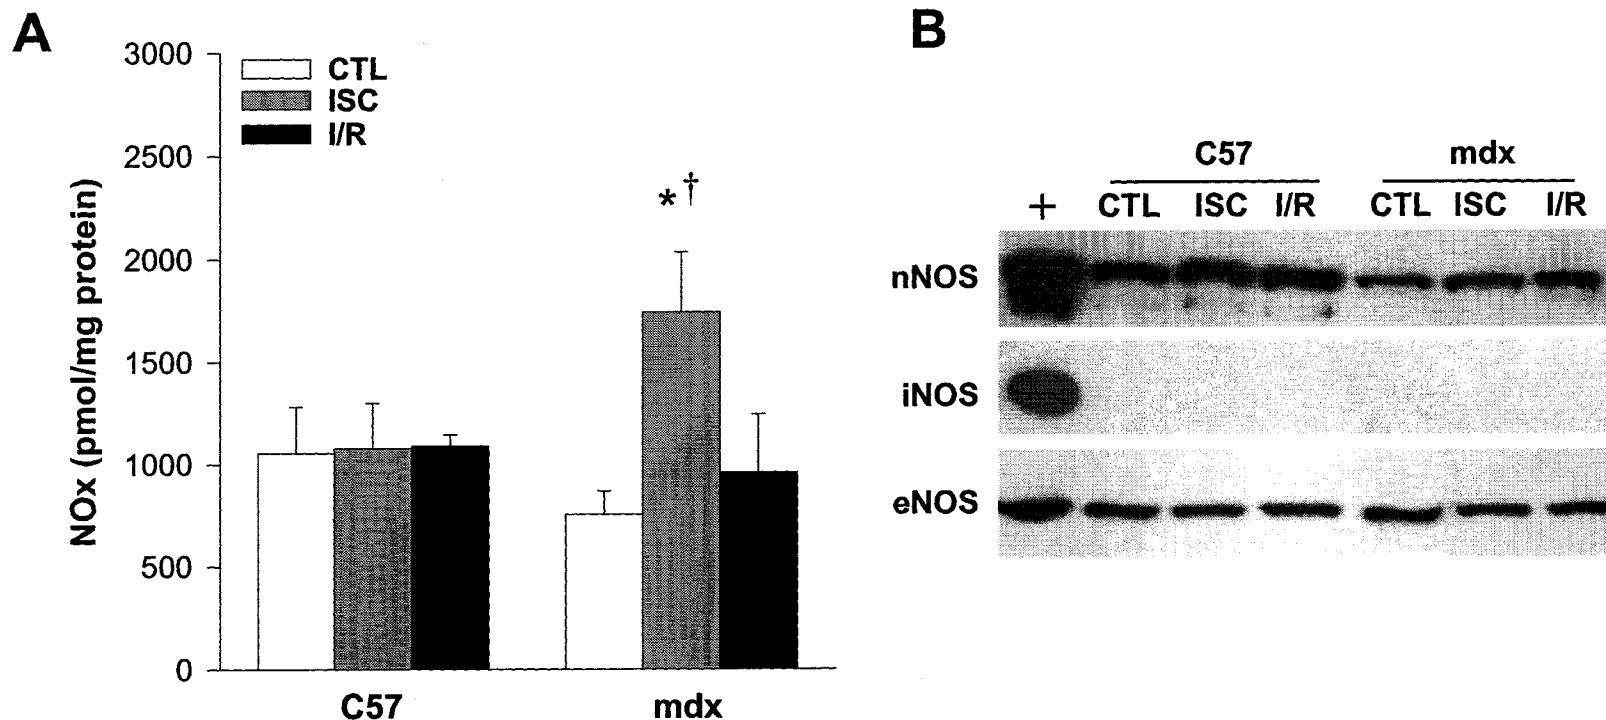 A
NOx (pmol/mg protein)
3000
2500
2000
1500
1000
500
0
CTL
ISC
I/R
*†
C57
mdx
B
C57 mdx
+ CTL ISC I/R CTL ISC I/R
nNOS
iNOS
eNOS